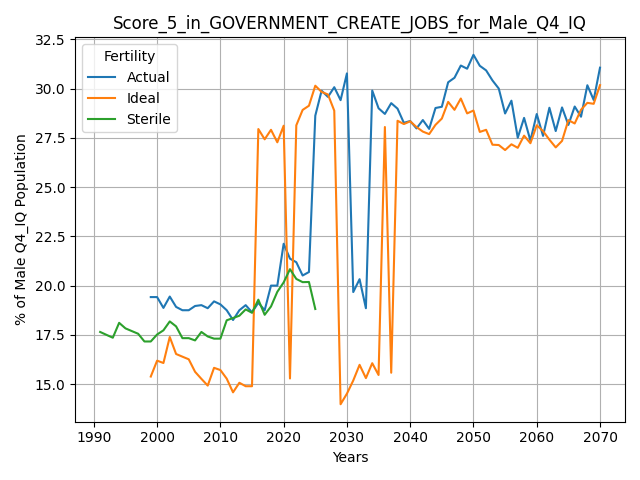 Score_5_in_GOVERNMENT_CREATE_JOBS_for_Male_Q4_IQ
Fertility
Actual
Ideal
Sterile
% of Male Q4_IQ Population
32.5
30.0
27.5
25.0
22.5
20.0
17.5
15.0
1990 2000 2010 2020 2030 2040 2050 2060 2070
Years